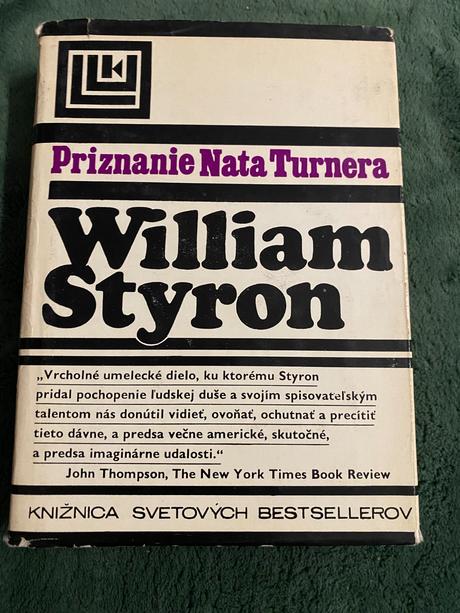 Priznanie Nata Turnera
William
Styron
„Vrcholné umelecké dielo, ku ktorému Styron
pridal pochopenie ľudskej duše a svojím spisovateľským
talentom nás donútil vidieť, ovoňať, ochutnať a precítiť
tieto dávne, a predsa večne americké, skutočné,
a predsa imaginárne udalosti.“
John Thompson, The New York Times Book Review
KNIŽNICA SVETOVÝCH BESTSELLEROV